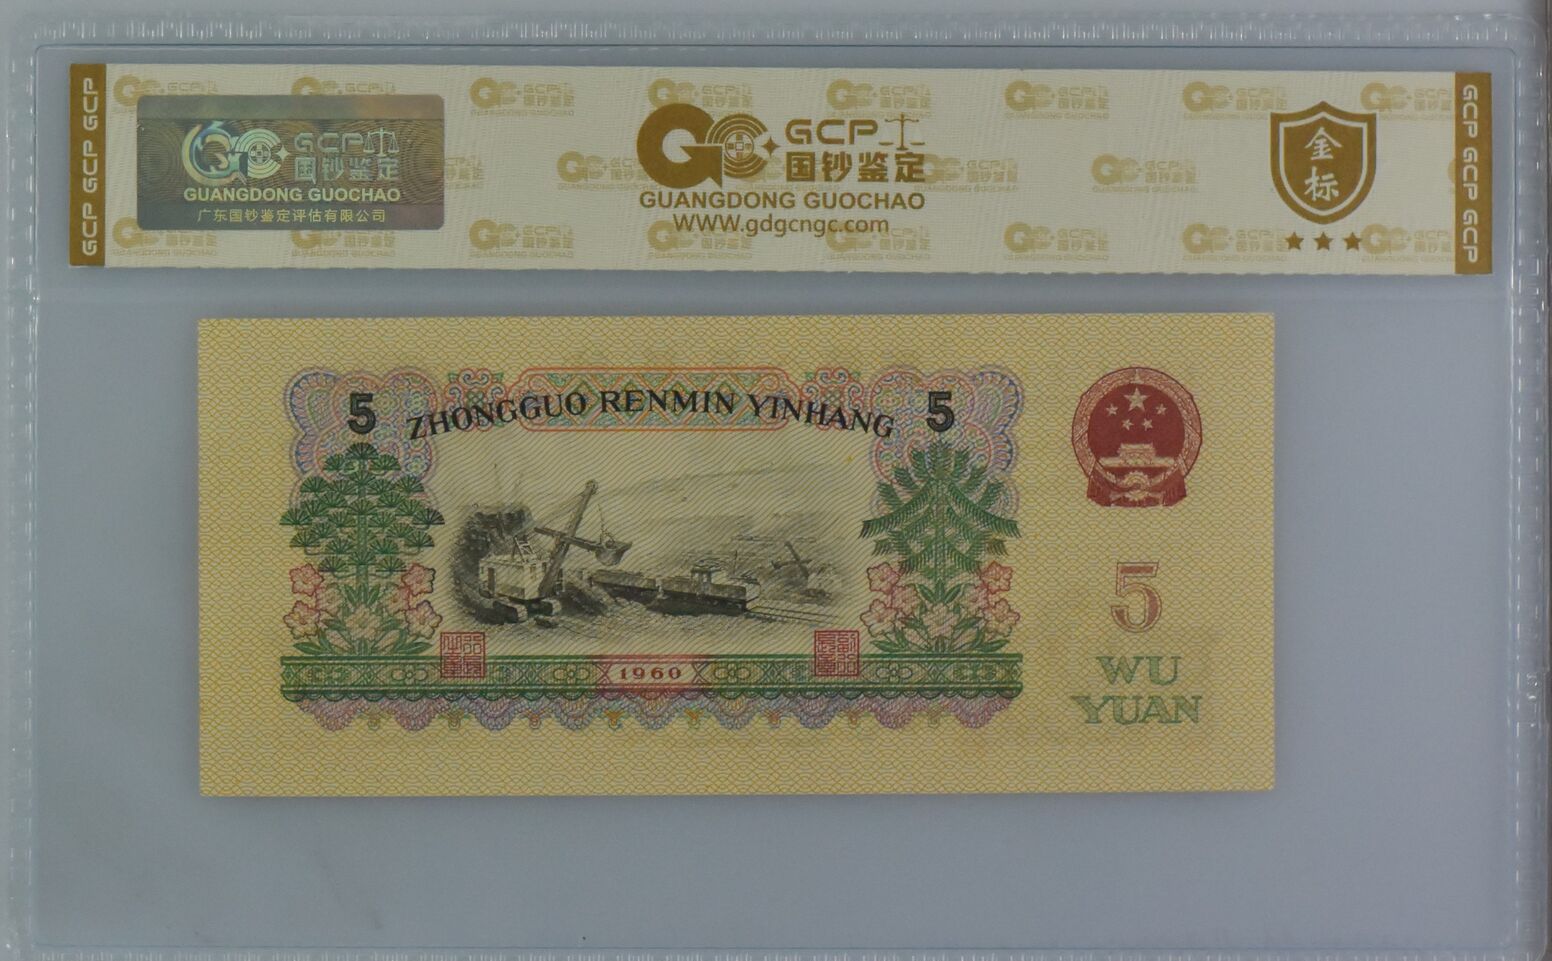 GCP GCP GCP
GCP
国钞鉴定
GUANGDONG GUOCHAO
广东国钞鉴定评估有限公司
GCP
国钞鉴定
GUANGDONG GUOCHAO
WWW.gdgcngc.com
金
标
GCP GCP GCP
5
ZHONGGUO RENMIN YINHANG
5
5
WU
YUAN
1960